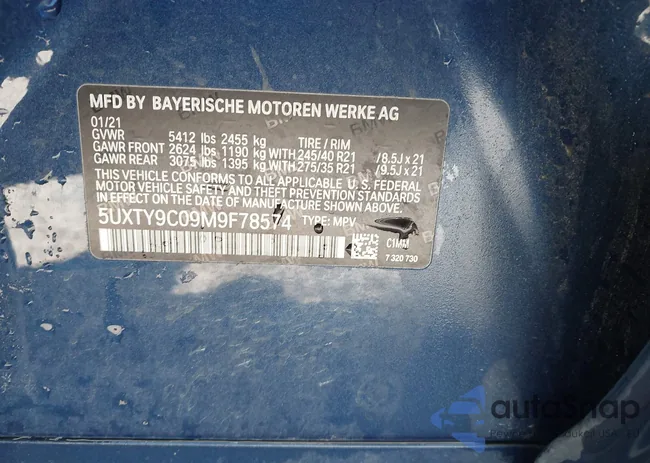 MFD BY BAYERISCHE MOTOREN WERKE AG
01/21
GVWR 5412 lbs 2455 kg TIRE / RIM
GAWR FRONT 2624 lbs 1190 kg WITH 245/40 R21 /8.5J x 21
GAWR REAR 3075 lbs 1395 kg WITH 275/35 R21 /9.5J x 21
THIS VEHICLE CONFORMS TO ALL APPLICABLE U.S. FEDERAL
MOTOR VEHICLE SAFETY AND THEFT PREVENTION STANDARDS
IN EFFECT ON THE DATE OF MANUFACTURE SHOWN ABOVE.
5UXTY9C09M9F78574 TYPE: MPV
C1MM
7 320 730
autoSnap